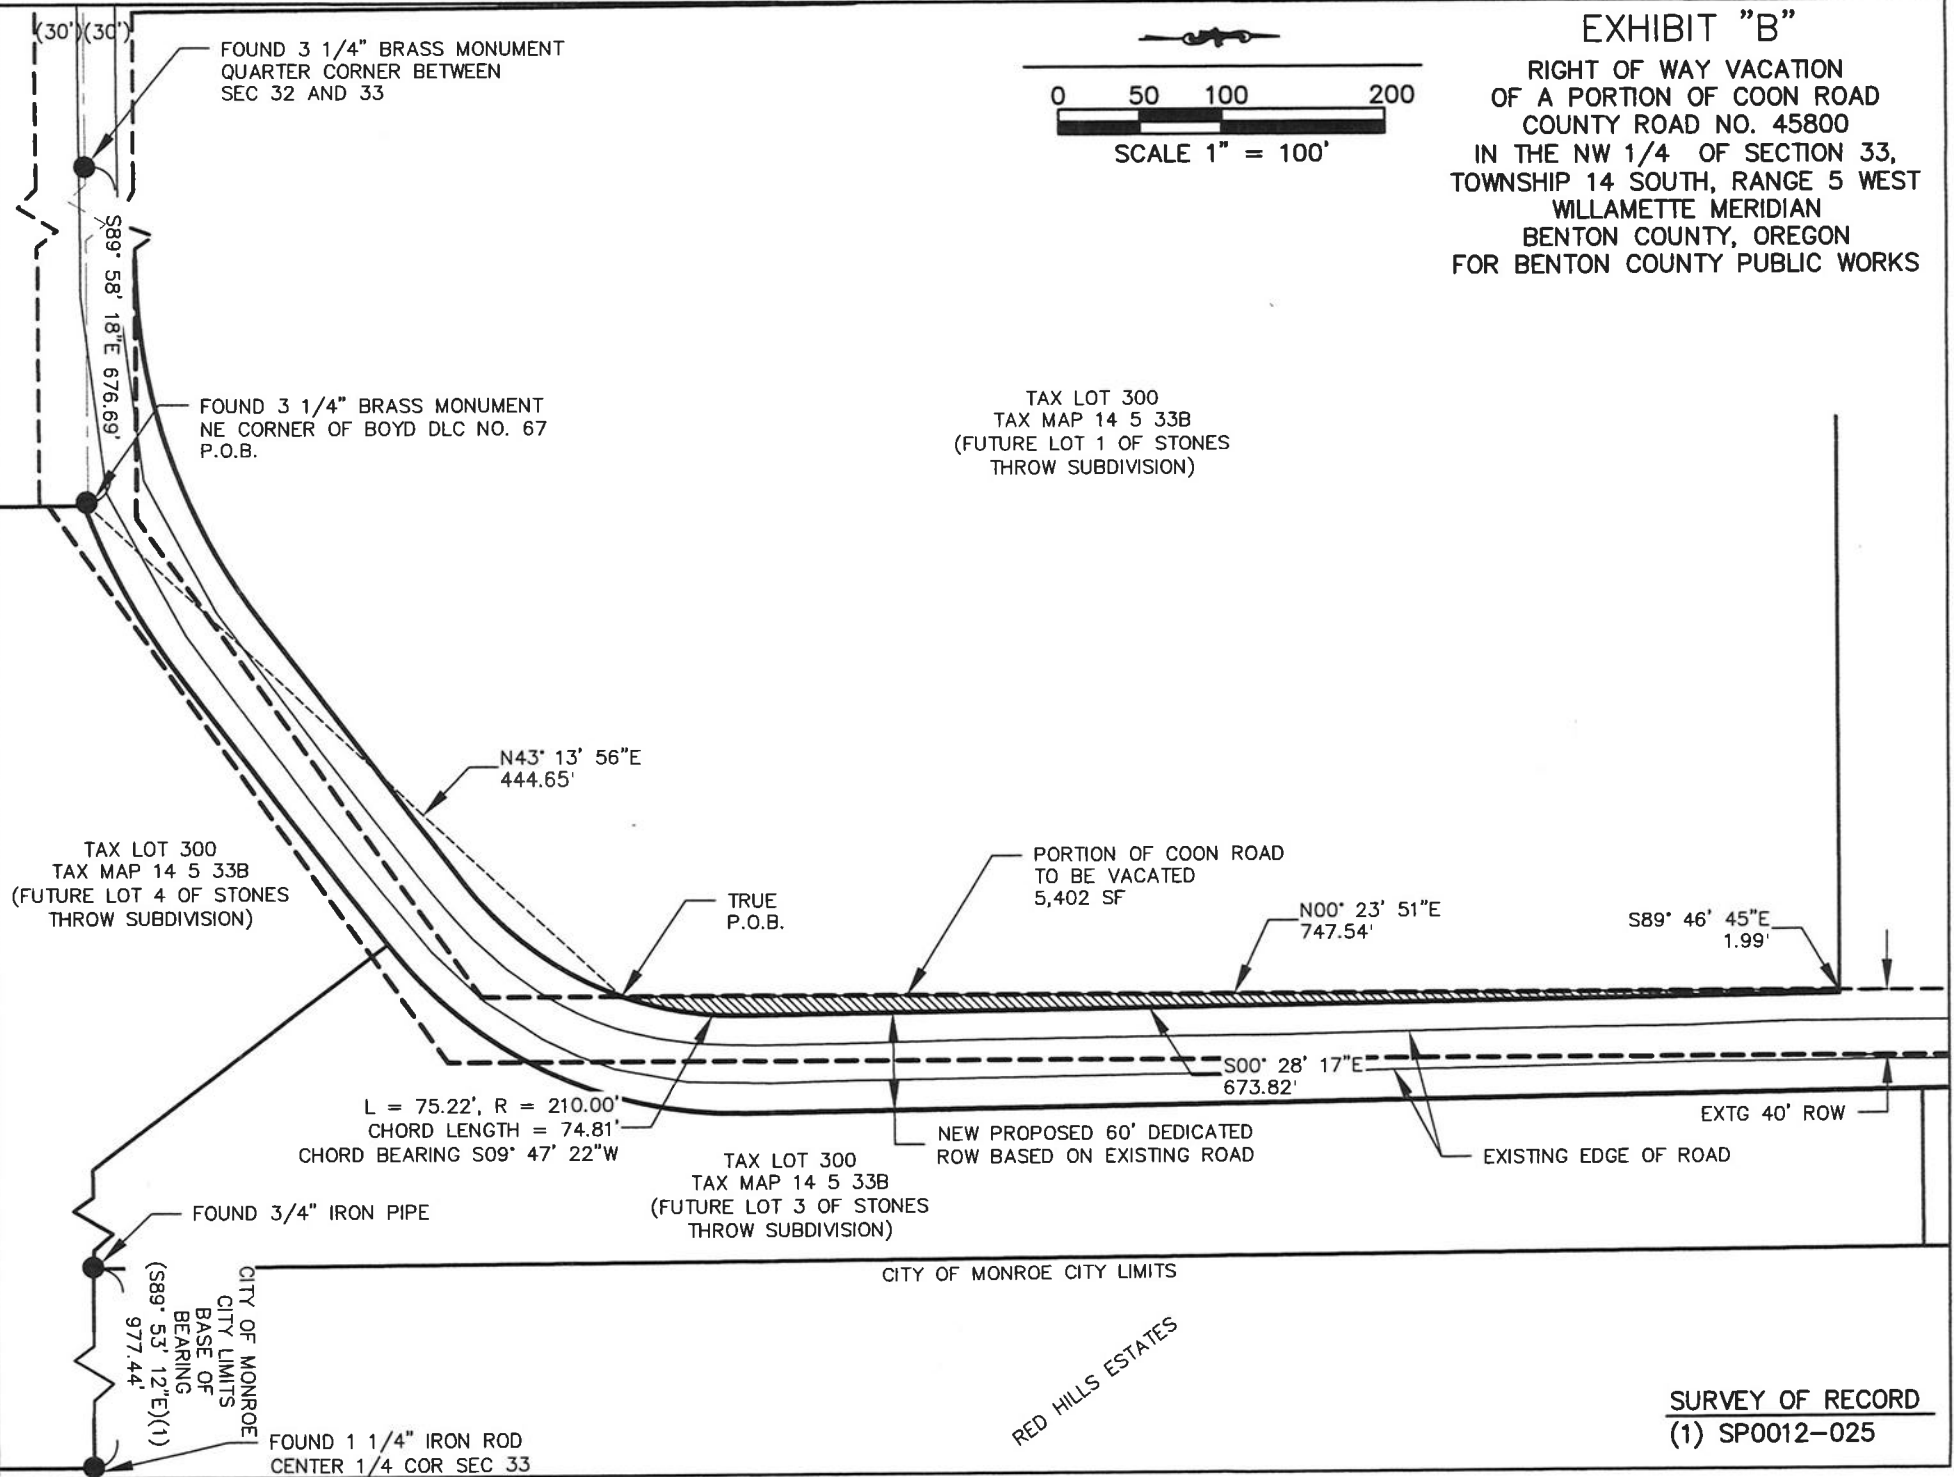 (30')(30')
FOUND 3 1/4" BRASS MONUMENT
QUARTER CORNER BETWEEN
SEC 32 AND 33
0 50 100 200
SCALE 1" = 100'
EXHIBIT "B"
RIGHT OF WAY VACATION
OF A PORTION OF COON ROAD
COUNTY ROAD NO. 45800
IN THE NW 1/4 OF SECTION 33,
TOWNSHIP 14 SOUTH, RANGE 5 WEST
WILLAMETTE MERIDIAN
BENTON COUNTY, OREGON
FOR BENTON COUNTY PUBLIC WORKS
S89° 58' 18"E 676.69'
FOUND 3 1/4" BRASS MONUMENT
NE CORNER OF BOYD DLC NO. 67
P.O.B.
TAX LOT 300
TAX MAP 14 5 33B
(FUTURE LOT 1 OF STONES
THROW SUBDIVISION)
N43° 13' 56"E
444.65'
TAX LOT 300
TAX MAP 14 5 33B
(FUTURE LOT 4 OF STONES
THROW SUBDIVISION)
TRUE
P.O.B.
PORTION OF COON ROAD
TO BE VACATED
5,402 SF
N00° 23' 51"E
747.54'
S89° 46' 45"E
1.99'
S00° 28' 17"E
673.82'
L = 75.22', R = 210.00'
CHORD LENGTH = 74.81'
CHORD BEARING S09° 47' 22"W
NEW PROPOSED 60' DEDICATED
ROW BASED ON EXISTING ROAD
EXTG 40' ROW
EXISTING EDGE OF ROAD
TAX LOT 300
TAX MAP 14 5 33B
(FUTURE LOT 3 OF STONES
THROW SUBDIVISION)
FOUND 3/4" IRON PIPE
CITY OF MONROE
CITY LIMITS
BASE OF
BEARING
(S89° 53' 12"E)(1)
977.44'
CITY OF MONROE CITY LIMITS
RED HILLS ESTATES
FOUND 1 1/4" IRON ROD
CENTER 1/4 COR SEC 33
SURVEY OF RECORD
(1) SP0012-025